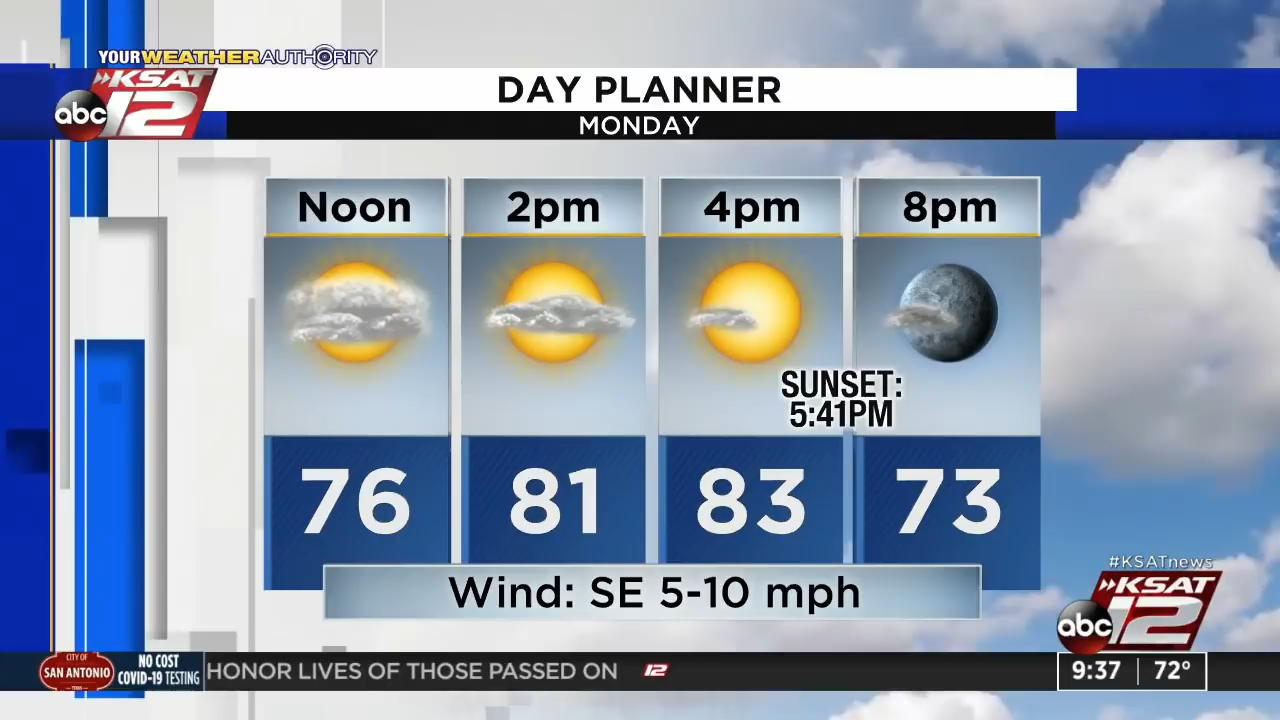 YOURWEATHERAUTHORITY
KSAT
abc 12
DAY PLANNER
MONDAY
Noon 2pm 4pm 8pm
SUNSET:
5:41PM
76 81 83 73
Wind: SE 5-10 mph
#KSATnews
KSAT
abc 12
CITY OF
SAN ANTONIO
TEXAS
NO COST
COVID-19 TESTING
HONOR LIVES OF THOSE PASSED ON 12
9:37 72°